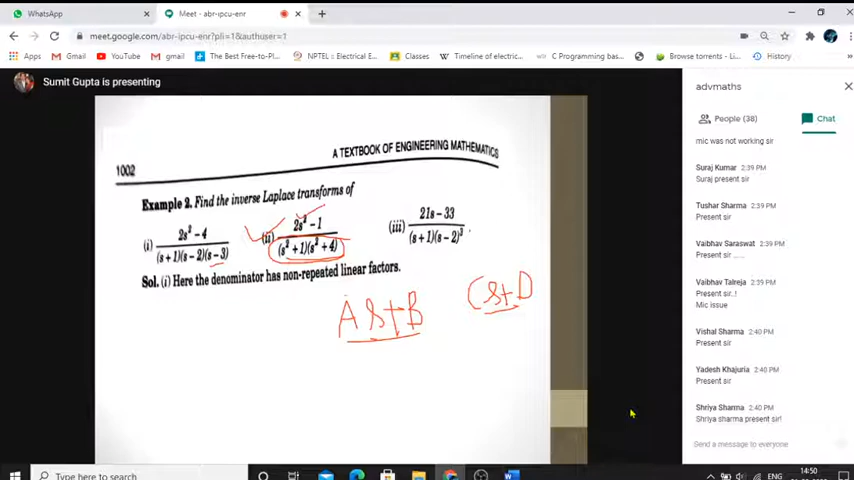 WhatsApp
Meet - abr-ipcu-enr
meet.google.com/abr-ipcu-enr?pli=1&authuser=1
Apps Gmail YouTube gmail The Best Free-to-Pl... NPTEL :: Electrical E... Classes Timeline of electric... C Programming bas... Browse torrents - Li... History
Sumit Gupta is presenting
advmaths
People (38) Chat
1002
A TEXTBOOK OF ENGINEERING MATHEMATICS
Example 2. Find the inverse Laplace transforms of
(i) 2s² – 4 / (s + 1)(s – 2)(s – 3) (ii) 2s² – 1 / (s² + 1)(s² + 4) (iii) 21s – 33 / (s + 1)(s – 2)³ .
Sol. (i) Here the denominator has non-repeated linear factors.
As+B Cs+D
mic was not working sir
Suraj Kumar 2:39 PM
Suraj present sir
Tushar Sharma 2:39 PM
Present sir
Vaibhav Saraswat 2:39 PM
Present sir ......
Vaibhav Talreja 2:39 PM
Present sir..!
Mic issue
Vishal Sharma 2:40 PM
Present sir
Yadesh Khajuria 2:40 PM
Present sir
Shriya Sharma 2:40 PM
Shriya sharma present sir!
Send a message to everyone
Type here to search
ENG
14:50